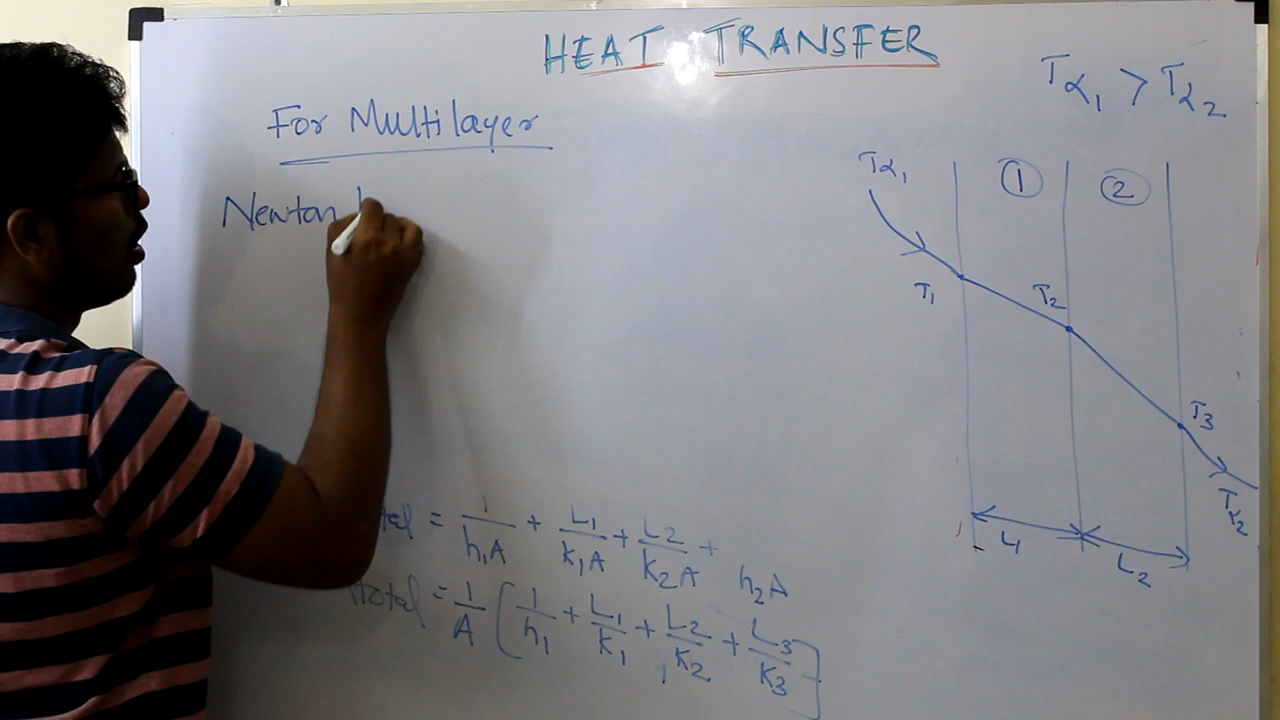 HEAT TRANSFER
Tα1 > Tα2
For Multilayer
Newton
Tα1
1
2
T1
T2
T3
Tα2
L1
L2
= 1/h1A + L1/K1A + L2/K2A + h2A
total = 1/A [ 1/h1 + L1/K1 + L2/K2 + L3/K3 ]